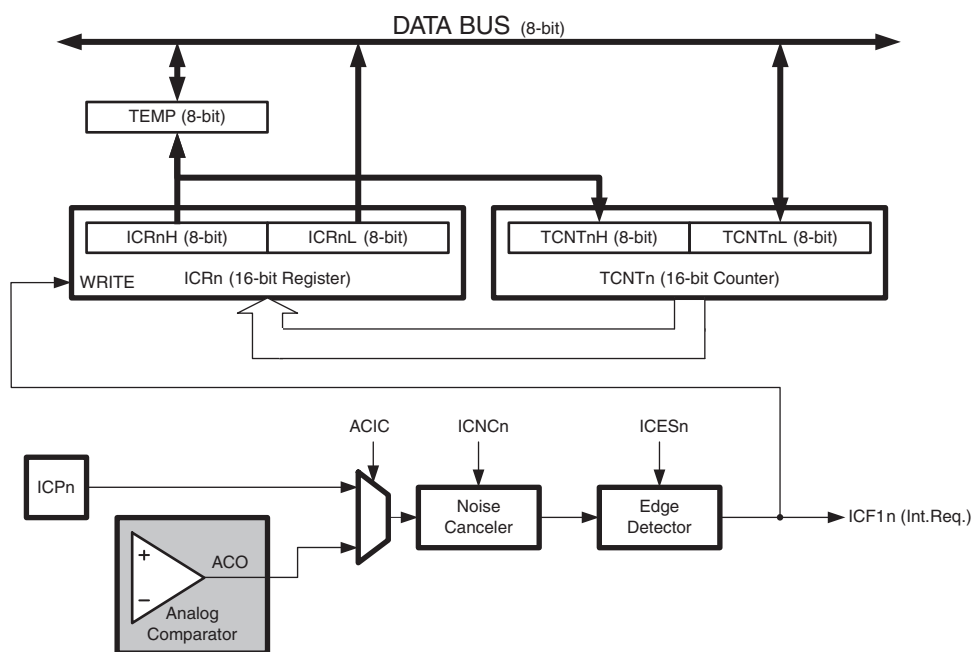 DATA BUS (8-bit)
TEMP (8-bit)
ICRnH (8-bit) ICRnL (8-bit)
WRITE ICRn (16-bit Register)
TCNTnH (8-bit) TCNTnL (8-bit)
TCNTn (16-bit Counter)
ACIC
ICNCn
ICESn
ICPn
Noise
Canceler
Edge
Detector
ICF1n (Int.Req.)
+
−
ACO
Analog
Comparator